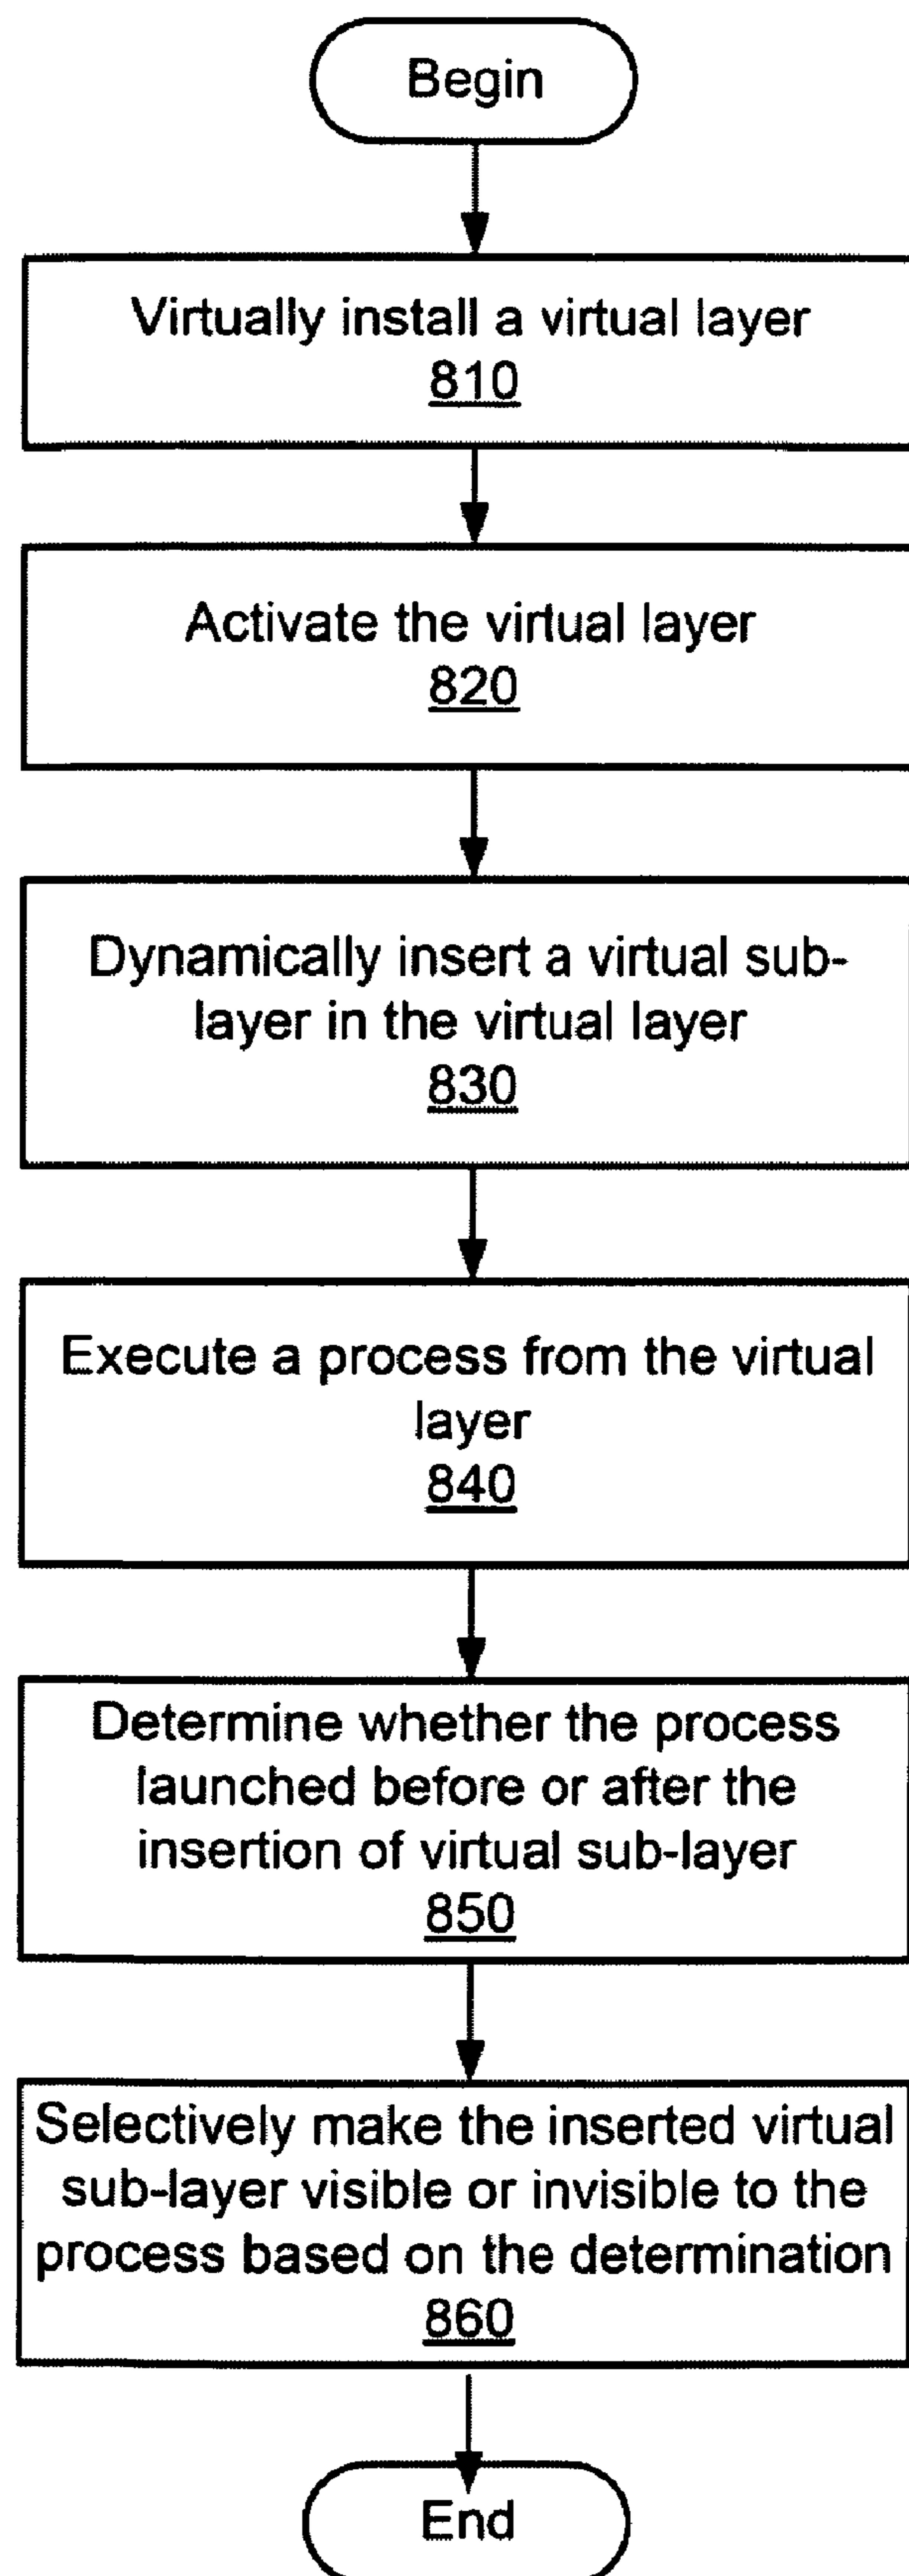 Begin
Virtually install a virtual layer
810
Activate the virtual layer
820
Dynamically insert a virtual sub-
layer in the virtual layer
830
Execute a process from the virtual
layer
840
Determine whether the process
launched before or after the
insertion of virtual sub-layer
850
Selectively make the inserted virtual
sub-layer visible or invisible to the
process based on the determination
860
End